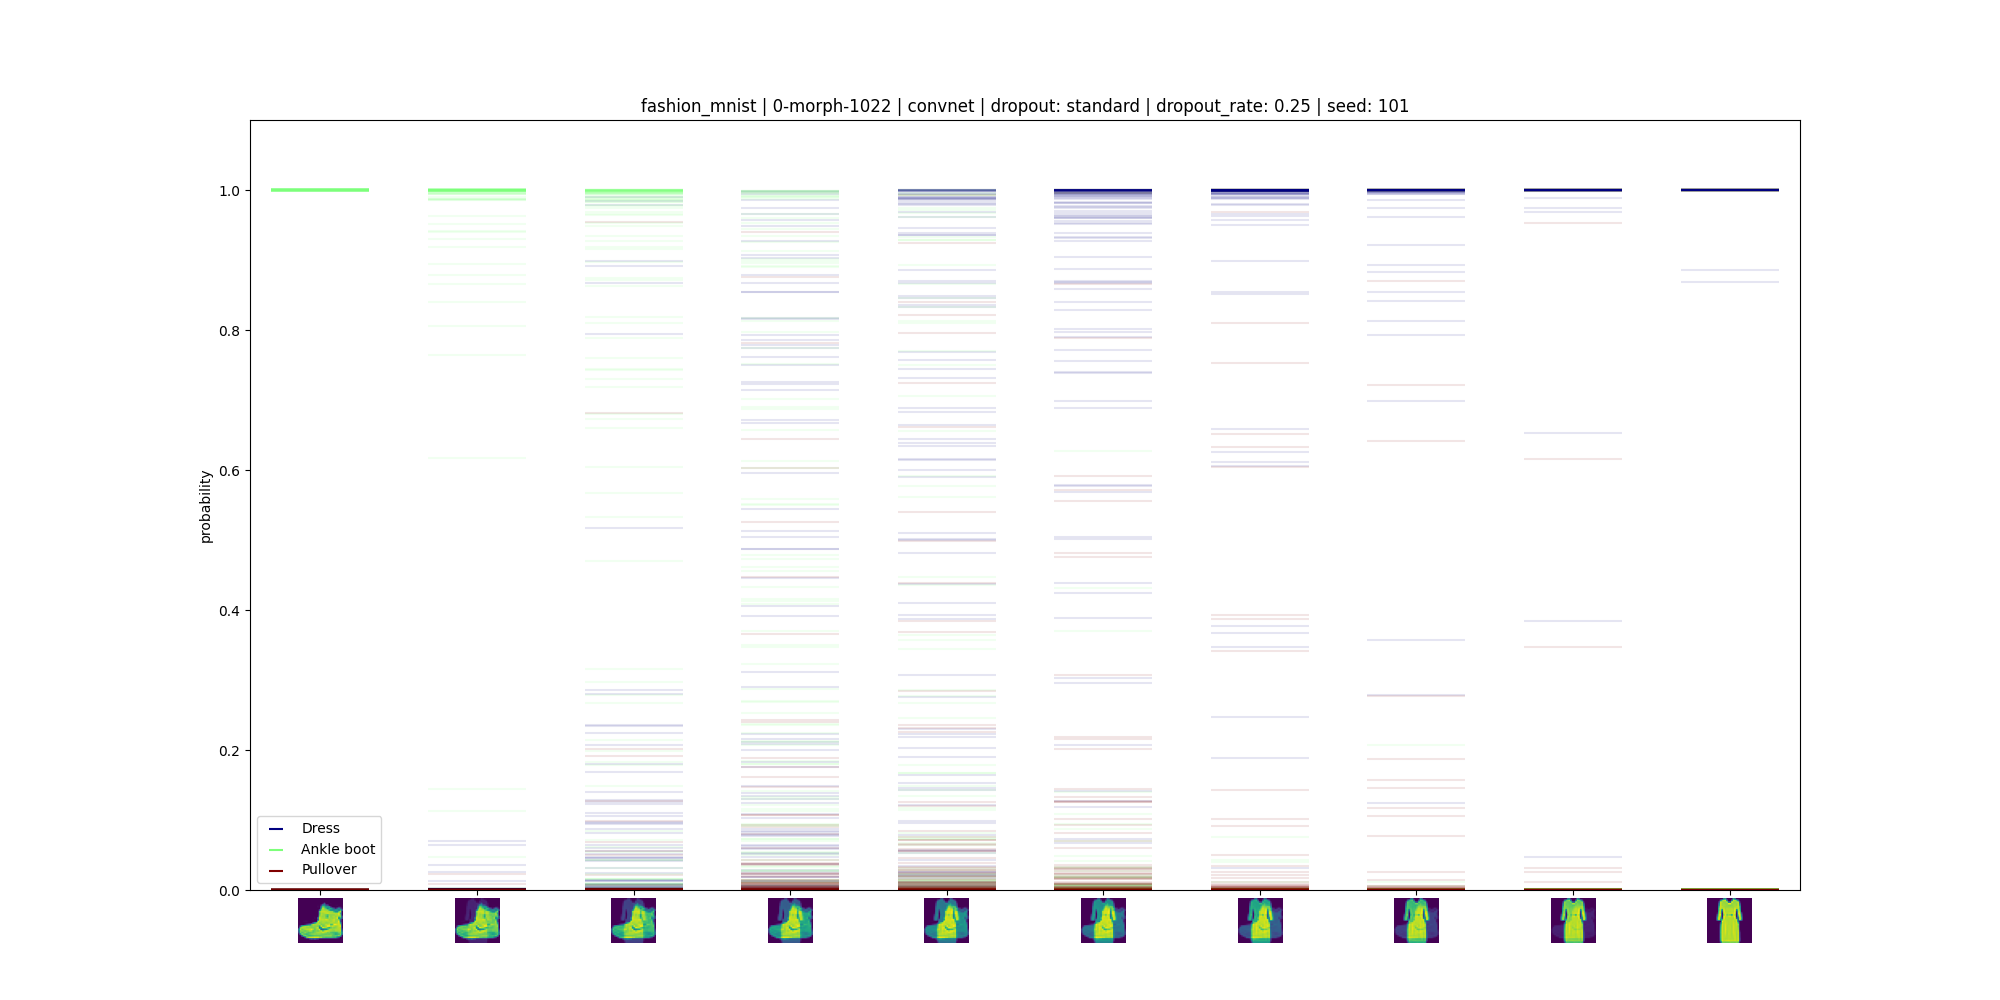 fashion_mnist | 0-morph-1022 | convnet | dropout: standard | dropout_rate: 0.25 | seed: 101
1.0
0.8
0.6
0.4
0.2
0.0
probability
Dress
Ankle boot
Pullover